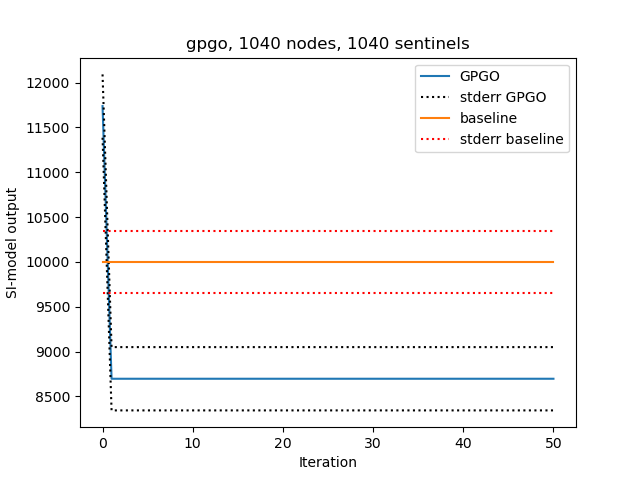 gpgo, 1040 nodes, 1040 sentinels
GPGO
stderr GPGO
baseline
stderr baseline
SI-model output
12000
11500
11000
10500
10000
9500
9000
8500
0 10 20 30 40 50
Iteration